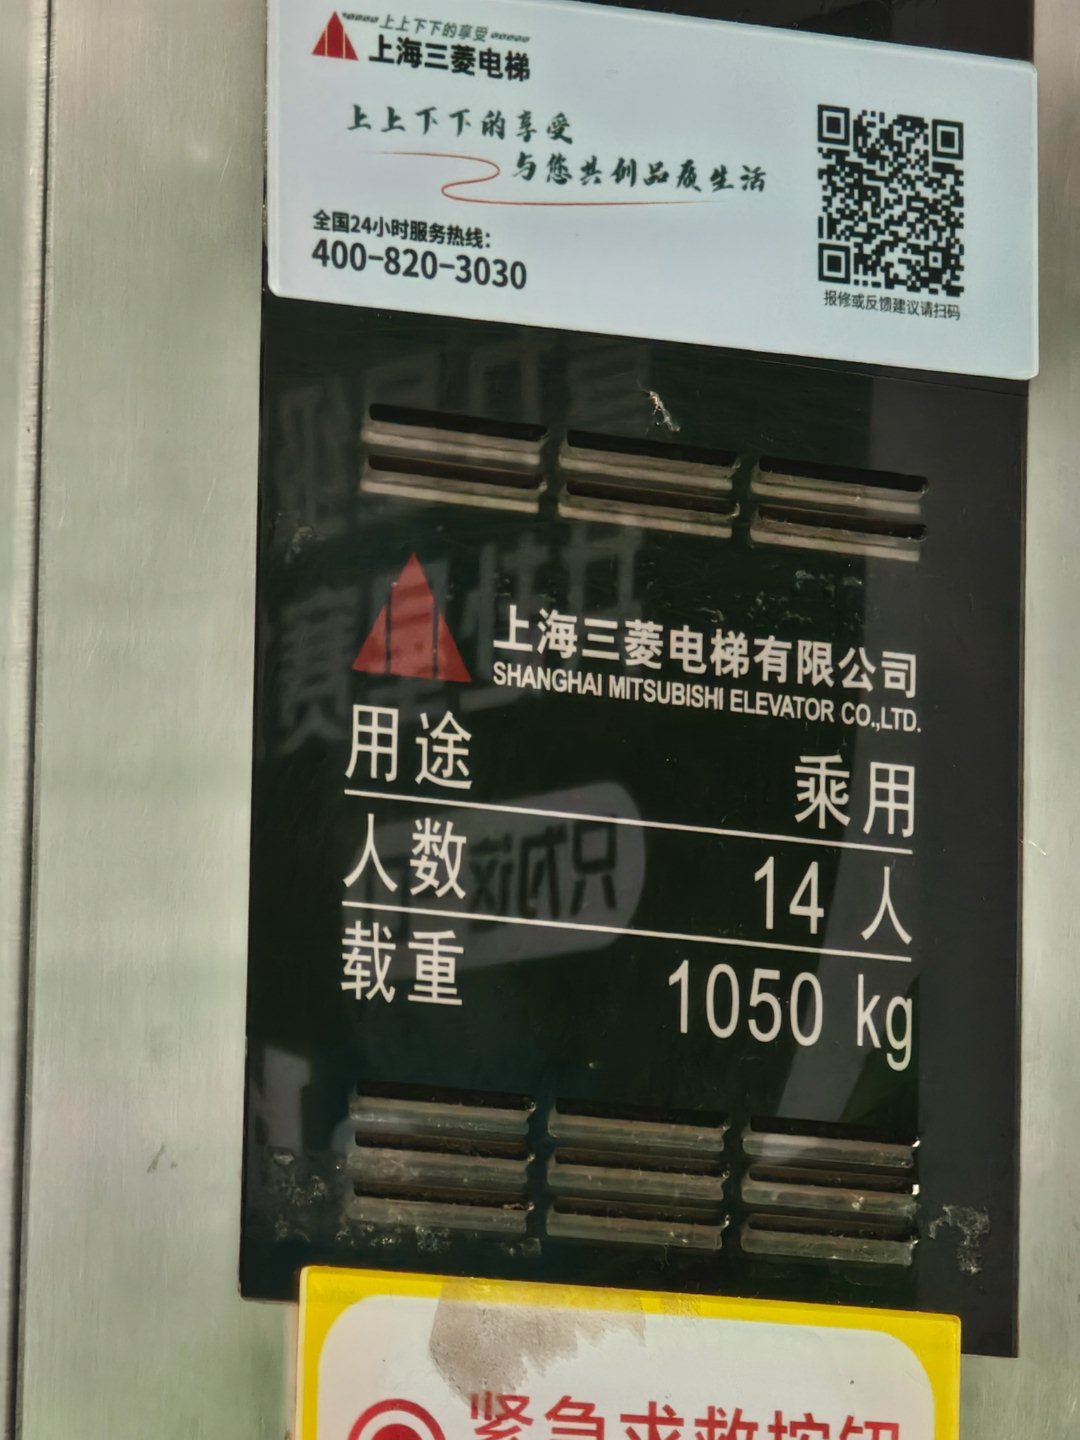 上上下下的享受
上海三菱电梯
上上下下的享受
与您共创品质生活
全国24小时服务热线：
400-820-3030
报修或反馈建议请扫码
上海三菱电梯有限公司
SHANGHAI MITSUBISHI ELEVATOR CO.,LTD.
用途 乘用
人数 14 人
载重 1050 kg
紧急求救按钮